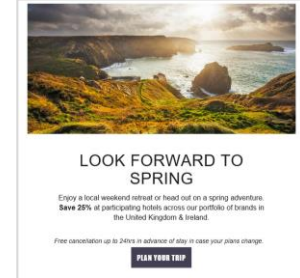 LOOK FORWARD TO
SPRING
Enjoy a local weekend retreat or head out on a spring adventure.
Save 25% at participating hotels across our portfolio of brands in
the United Kingdom & Ireland.
Free cancellation up to 24hrs in advance of stay in case your plans change.
PLAN YOUR TRIP